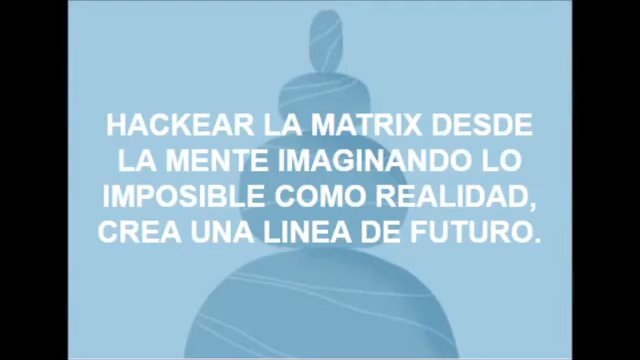 HACKEAR LA MATRIX DESDE
LA MENTE IMAGINANDO LO
IMPOSIBLE COMO REALIDAD,
CREA UNA LINEA DE FUTURO.